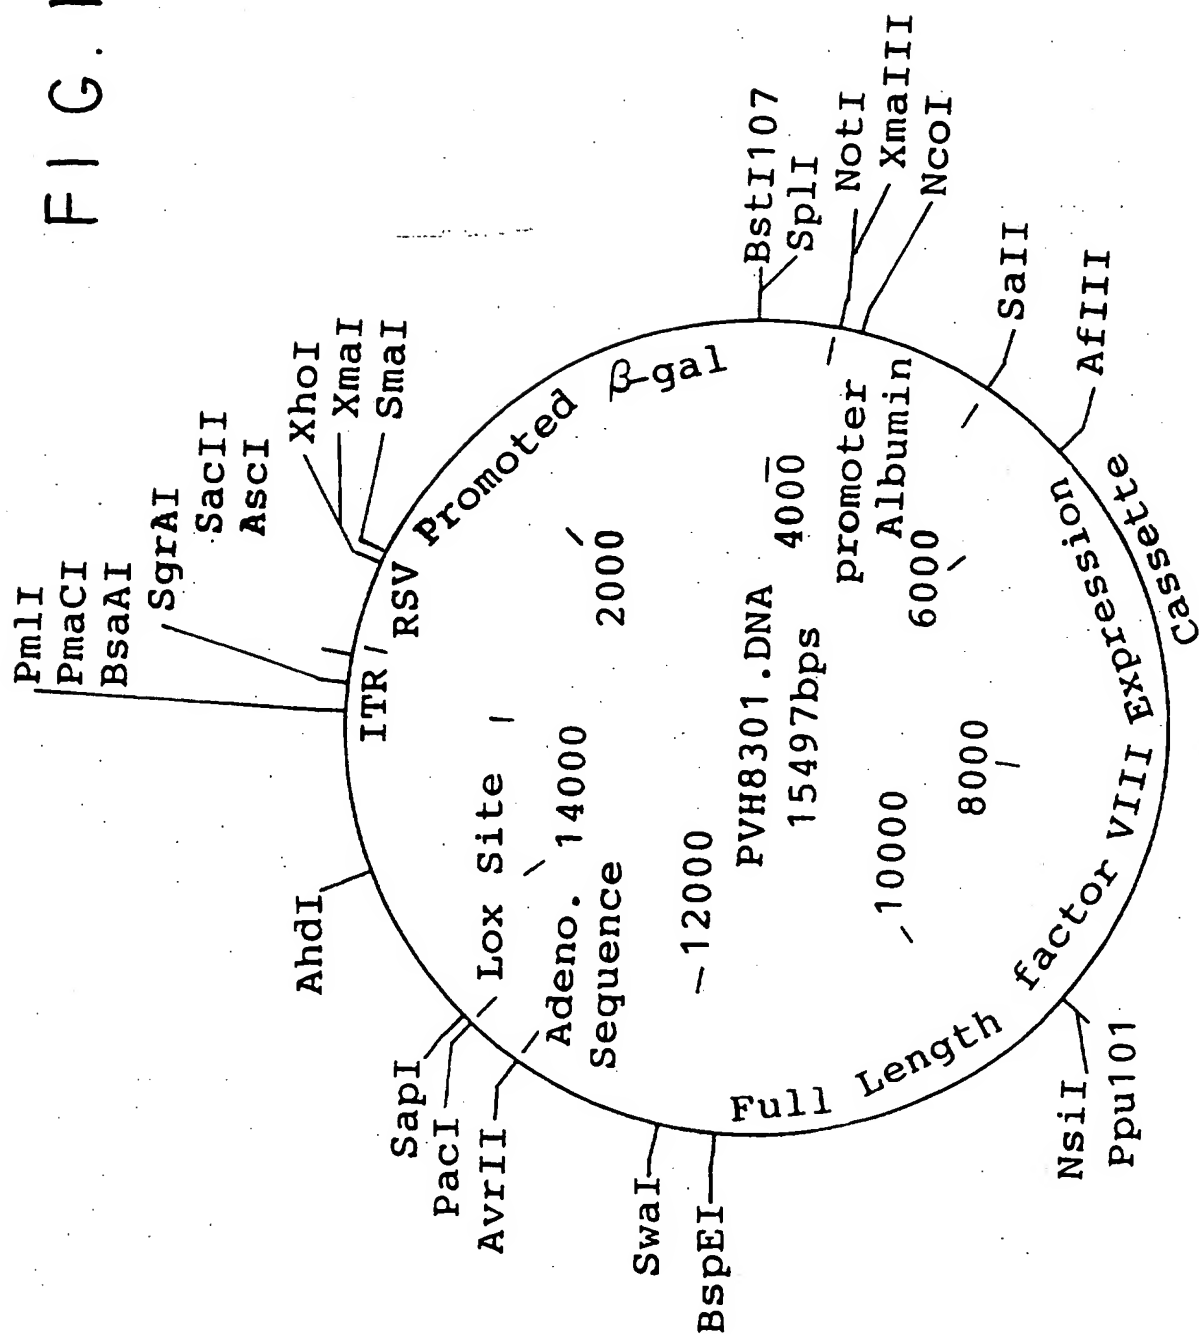 FIG. 1
PmlI
PmaCI
BsaAI
SgrAI
SacII
AscI
XhoI
XmaI
SmaI
BstI107
SplI
NotI
XmaIII
NcoI
SalI
AflII
NsiI
Ppu101
BspEI
SwaI
AvrII
PacI
SapI
AhdI
ITR
RSV Promoted β-gal
promoter
Albumin
Full Length factor VIII Expression
Cassette
Adeno.
Sequence
Lox Site
2000
4000
6000
8000
10000
12000
14000
PVH8301.DNA
15497bps